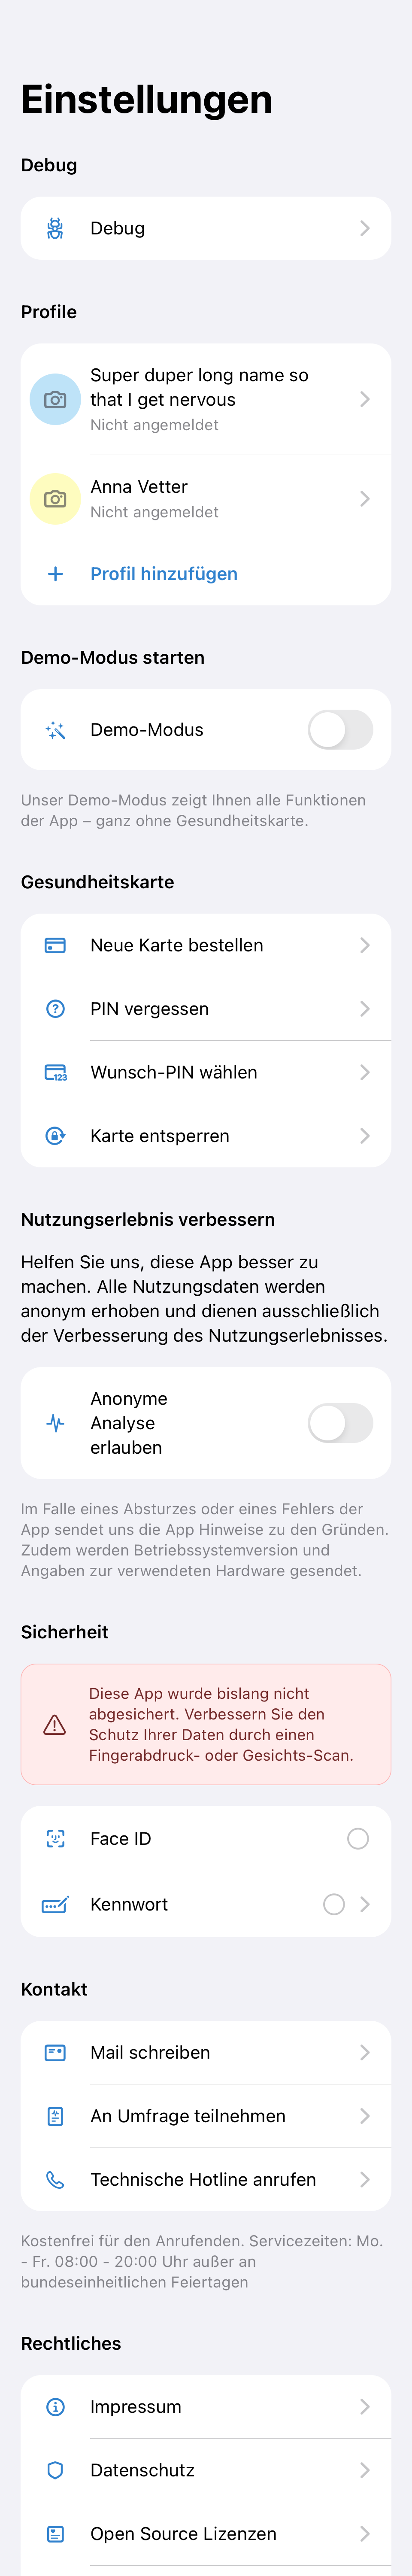 Einstellungen
Debug
Debug
Profile
Super duper long name so
that I get nervous
Nicht angemeldet
Anna Vetter
Nicht angemeldet
Profil hinzufügen
Demo-Modus starten
Demo-Modus
Unser Demo-Modus zeigt Ihnen alle Funktionen
der App – ganz ohne Gesundheitskarte.
Gesundheitskarte
Neue Karte bestellen
PIN vergessen
Wunsch-PIN wählen
Karte entsperren
Nutzungserlebnis verbessern
Helfen Sie uns, diese App besser zu
machen. Alle Nutzungsdaten werden
anonym erhoben und dienen ausschließlich
der Verbesserung des Nutzungserlebnisses.
Anonyme
Analyse
erlauben
Im Falle eines Absturzes oder eines Fehlers der
App sendet uns die App Hinweise zu den Gründen.
Zudem werden Betriebssystemversion und
Angaben zur verwendeten Hardware gesendet.
Sicherheit
Diese App wurde bislang nicht
abgesichert. Verbessern Sie den
Schutz Ihrer Daten durch einen
Fingerabdruck- oder Gesichts-Scan.
Face ID
Kennwort
Kontakt
Mail schreiben
An Umfrage teilnehmen
Technische Hotline anrufen
Kostenfrei für den Anrufenden. Servicezeiten: Mo.
- Fr. 08:00 - 20:00 Uhr außer an
bundeseinheitlichen Feiertagen
Rechtliches
Impressum
Datenschutz
Open Source Lizenzen